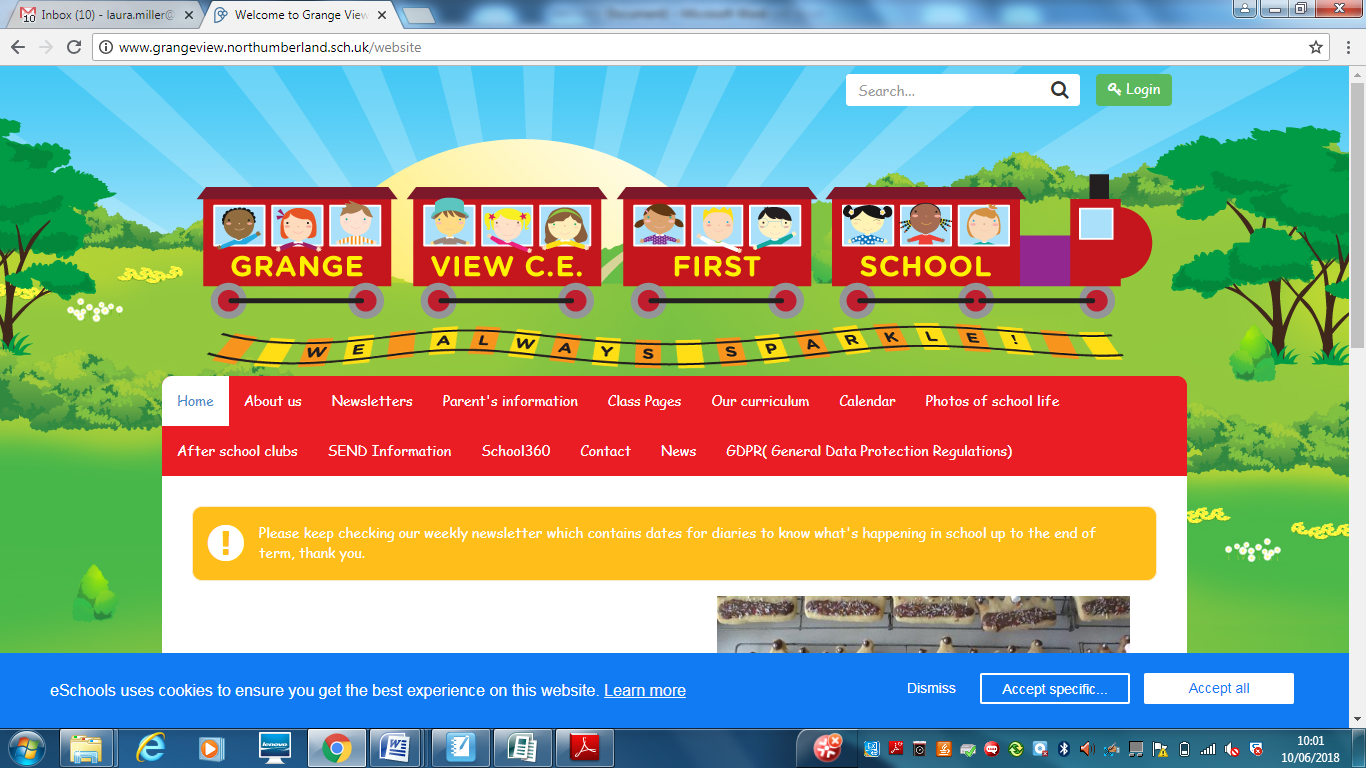 Inbox (10) - laura.miller@
Welcome to Grange View
www.grangeview.northumberland.sch.uk/website
Search...
Login
GRANGE VIEW C.E. FIRST SCHOOL
WE ALWAYS SPARKLE!
Home About us Newsletters Parent's information Class Pages Our curriculum Calendar Photos of school life
After school clubs SEND Information School360 Contact News GDPR( General Data Protection Regulations)
Please keep checking our weekly newsletter which contains dates for diaries to know what's happening in school up to the end of
term, thank you.
eSchools uses cookies to ensure you get the best experience on this website. Learn more
Dismiss
Accept specific...
Accept all
lenovo
10:01
10/06/2018